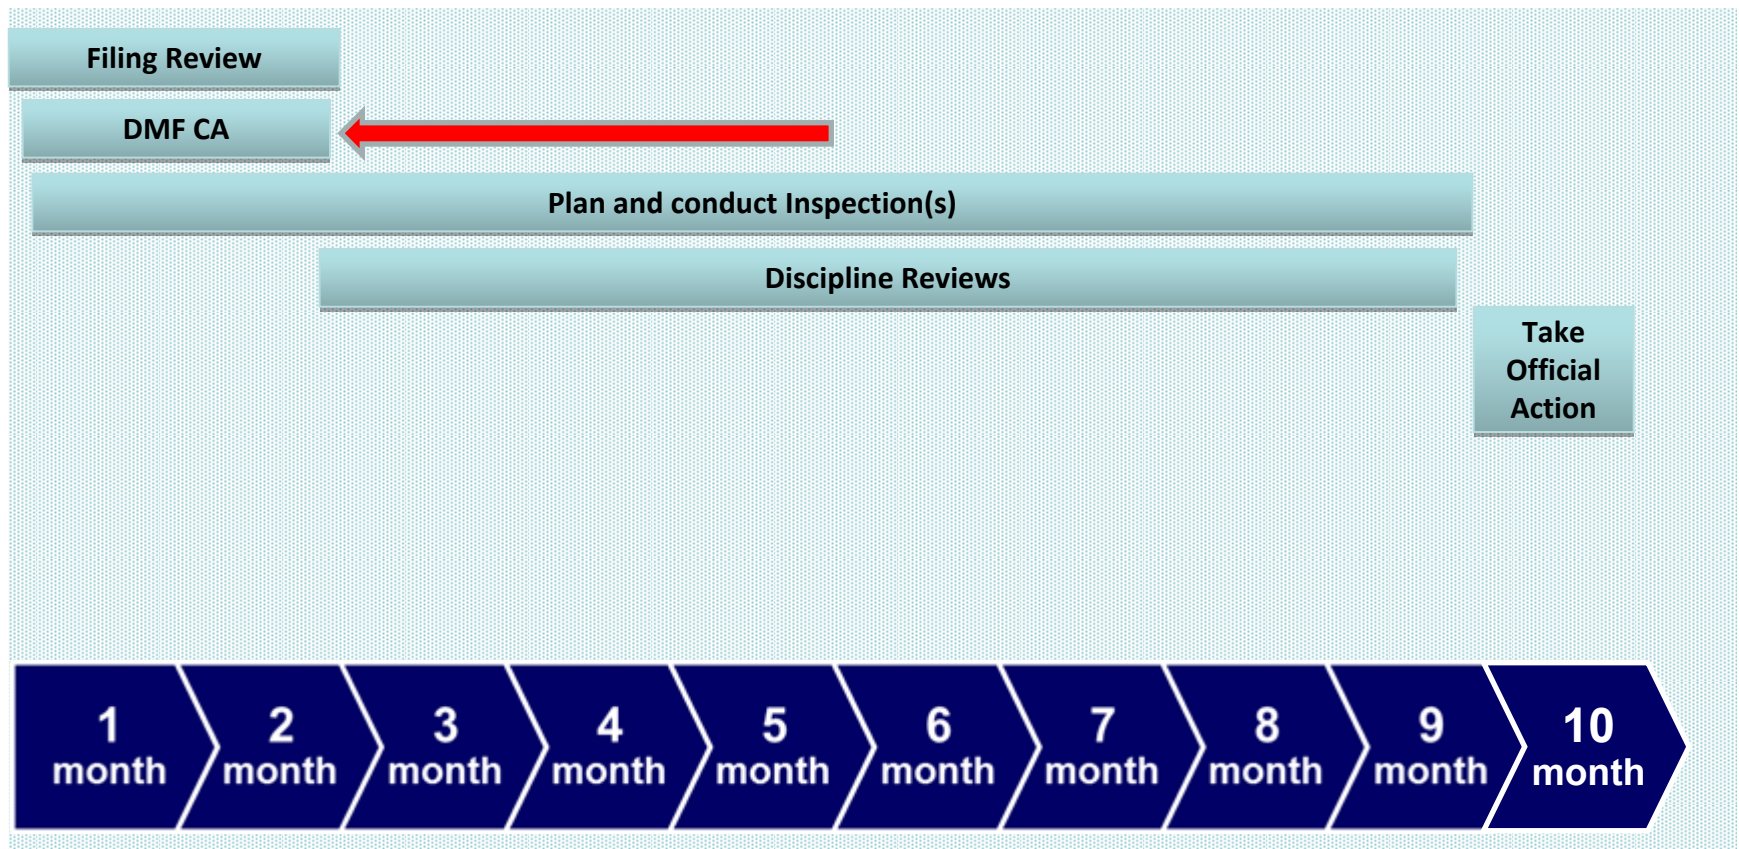 Filing Review
DMF CA
Plan and conduct Inspection(s)
Discipline Reviews
Take
Official
Action
1
month
2
month
3
month
4
month
5
month
6
month
7
month
8
month
9
month
10
month